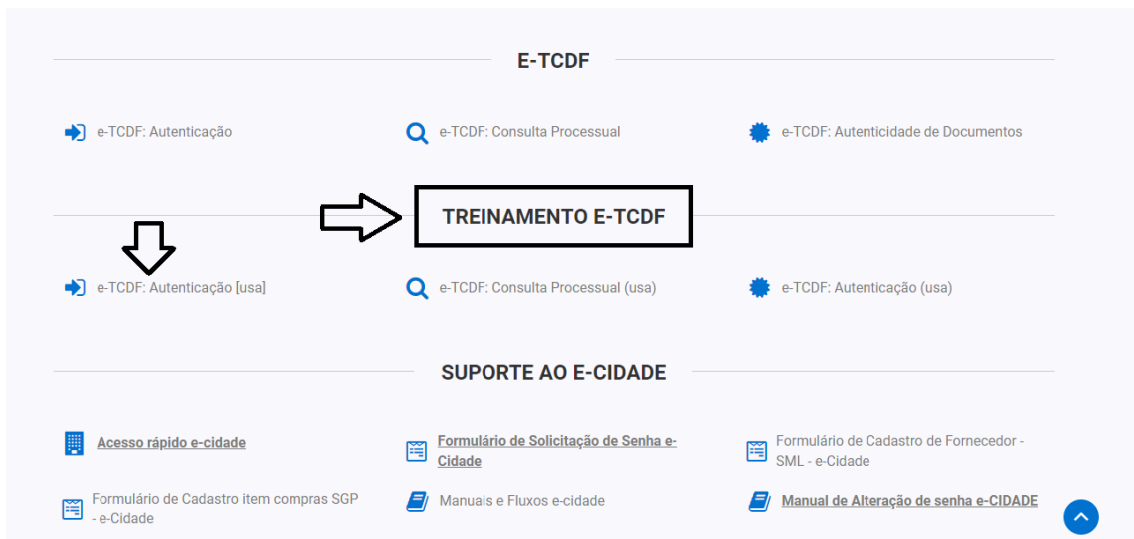 E-TCDF
e-TCDF: Autenticação
e-TCDF: Consulta Processual
e-TCDF: Autenticidade de Documentos
TREINAMENTO E-TCDF
e-TCDF: Autenticação [usa]
e-TCDF: Consulta Processual (usa)
e-TCDF: Autenticação (usa)
SUPORTE AO E-CIDADE
Acesso rápido e-cidade
Formulário de Solicitação de Senha e-
Cidade
Formulário de Cadastro de Fornecedor -
SML - e-Cidade
Formulário de Cadastro item compras SGP
- e-Cidade
Manuais e Fluxos e-cidade
Manual de Alteração de senha e-CIDADE